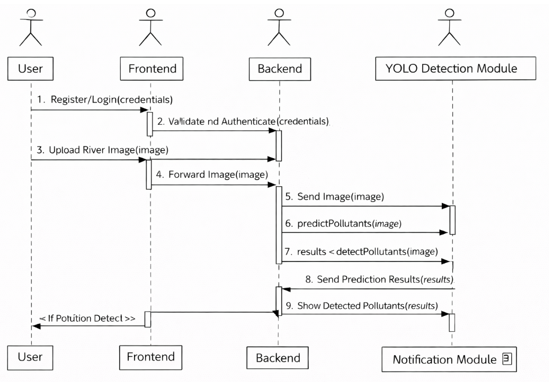 User
Frontend
Backend
YOLO Detection Module
1. Register/Login(credentials)
2. Validate nd Authenticate(credentials)
3. Upload River Image(image)
4. Forward Image(image)
5. Send Image(image)
6. predictPollutants(image)
7. results < detectPollutants(image)
8. Send Prediction Results(results)
9. Show Detected Pollutants(results)
< If Potution Detect >>
User
Frontend
Backend
Notification Module 3